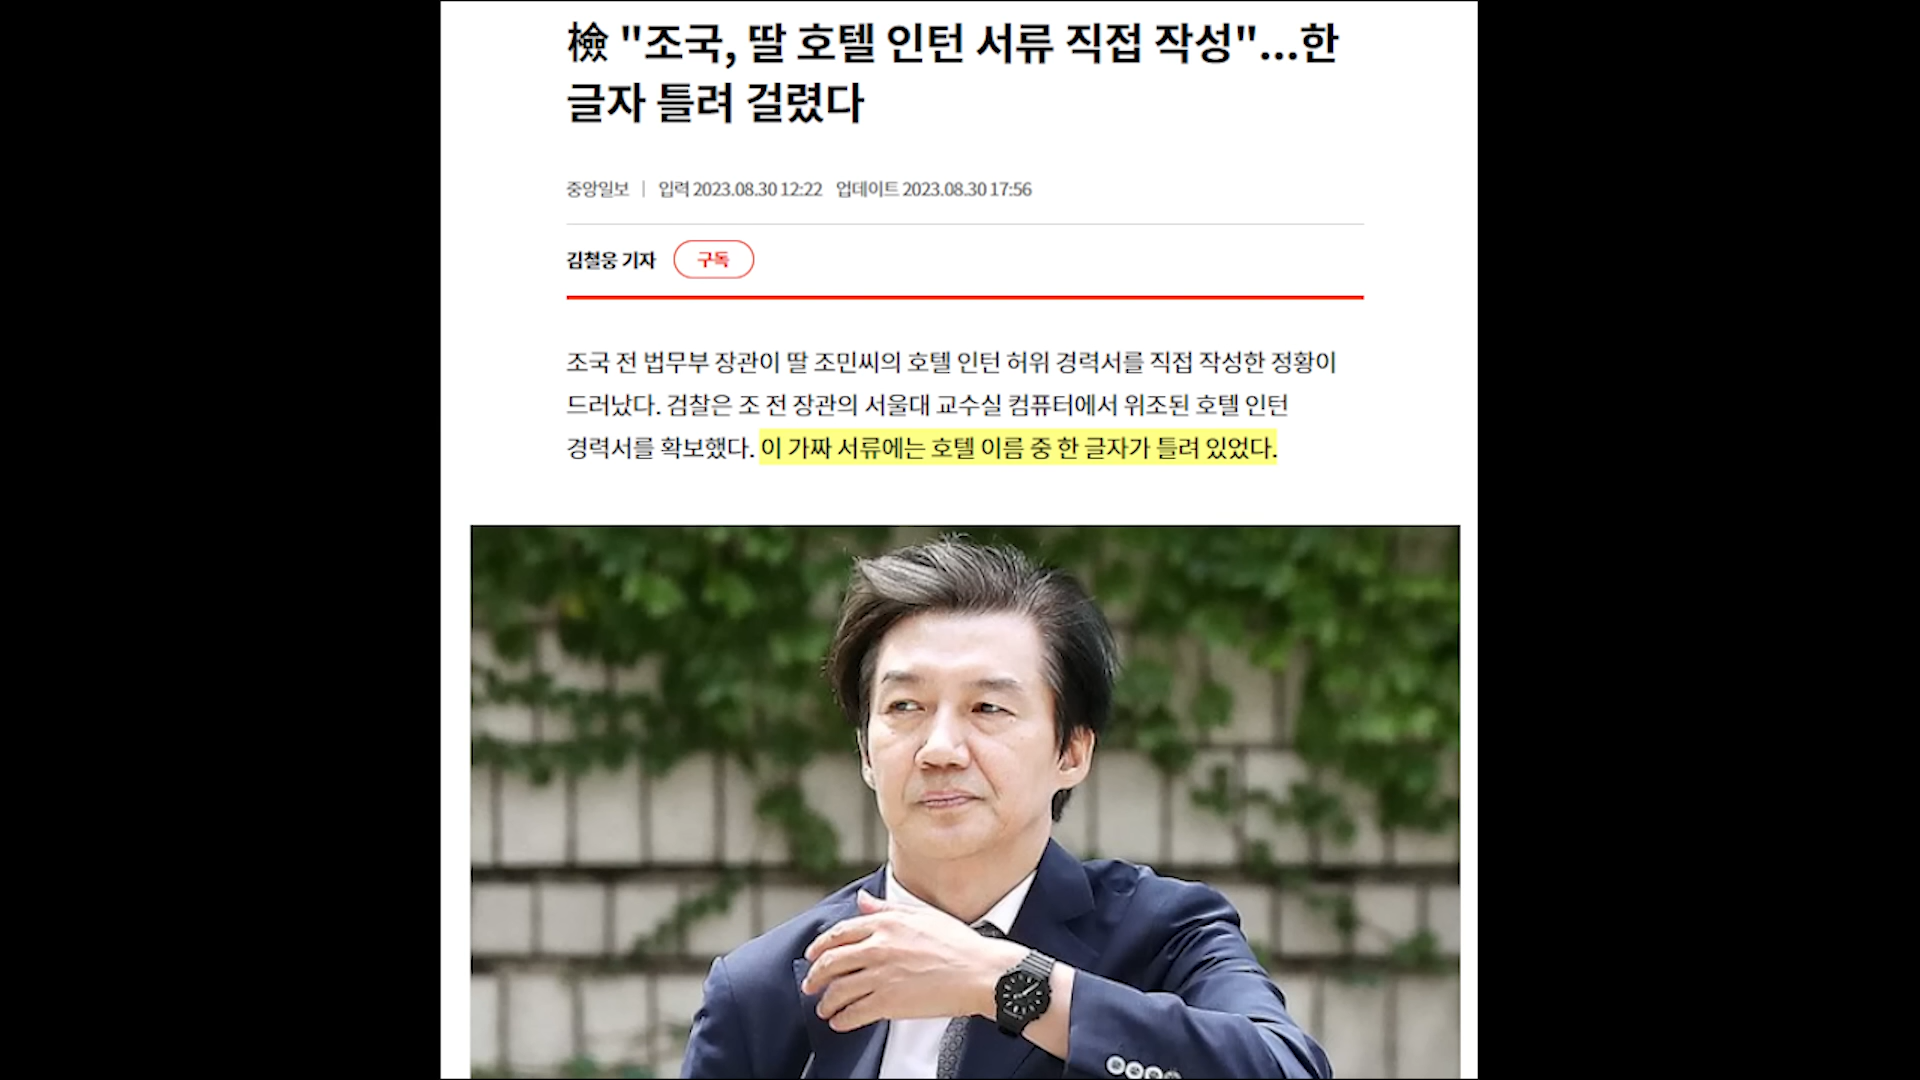 檢 "조국, 딸 호텔 인턴 서류 직접 작성"...한
글자 틀려 걸렸다
중앙일보 | 입력 2023.08.30 12:22 업데이트 2023.08.30 17:56
김철웅 기자 구독
조국 전 법무부 장관이 딸 조민씨의 호텔 인턴 허위 경력서를 직접 작성한 정황이
드러났다. 검찰은 조 전 장관의 서울대 교수실 컴퓨터에서 위조된 호텔 인턴
경력서를 확보했다. 이 가짜 서류에는 호텔 이름 중 한 글자가 틀려 있었다.